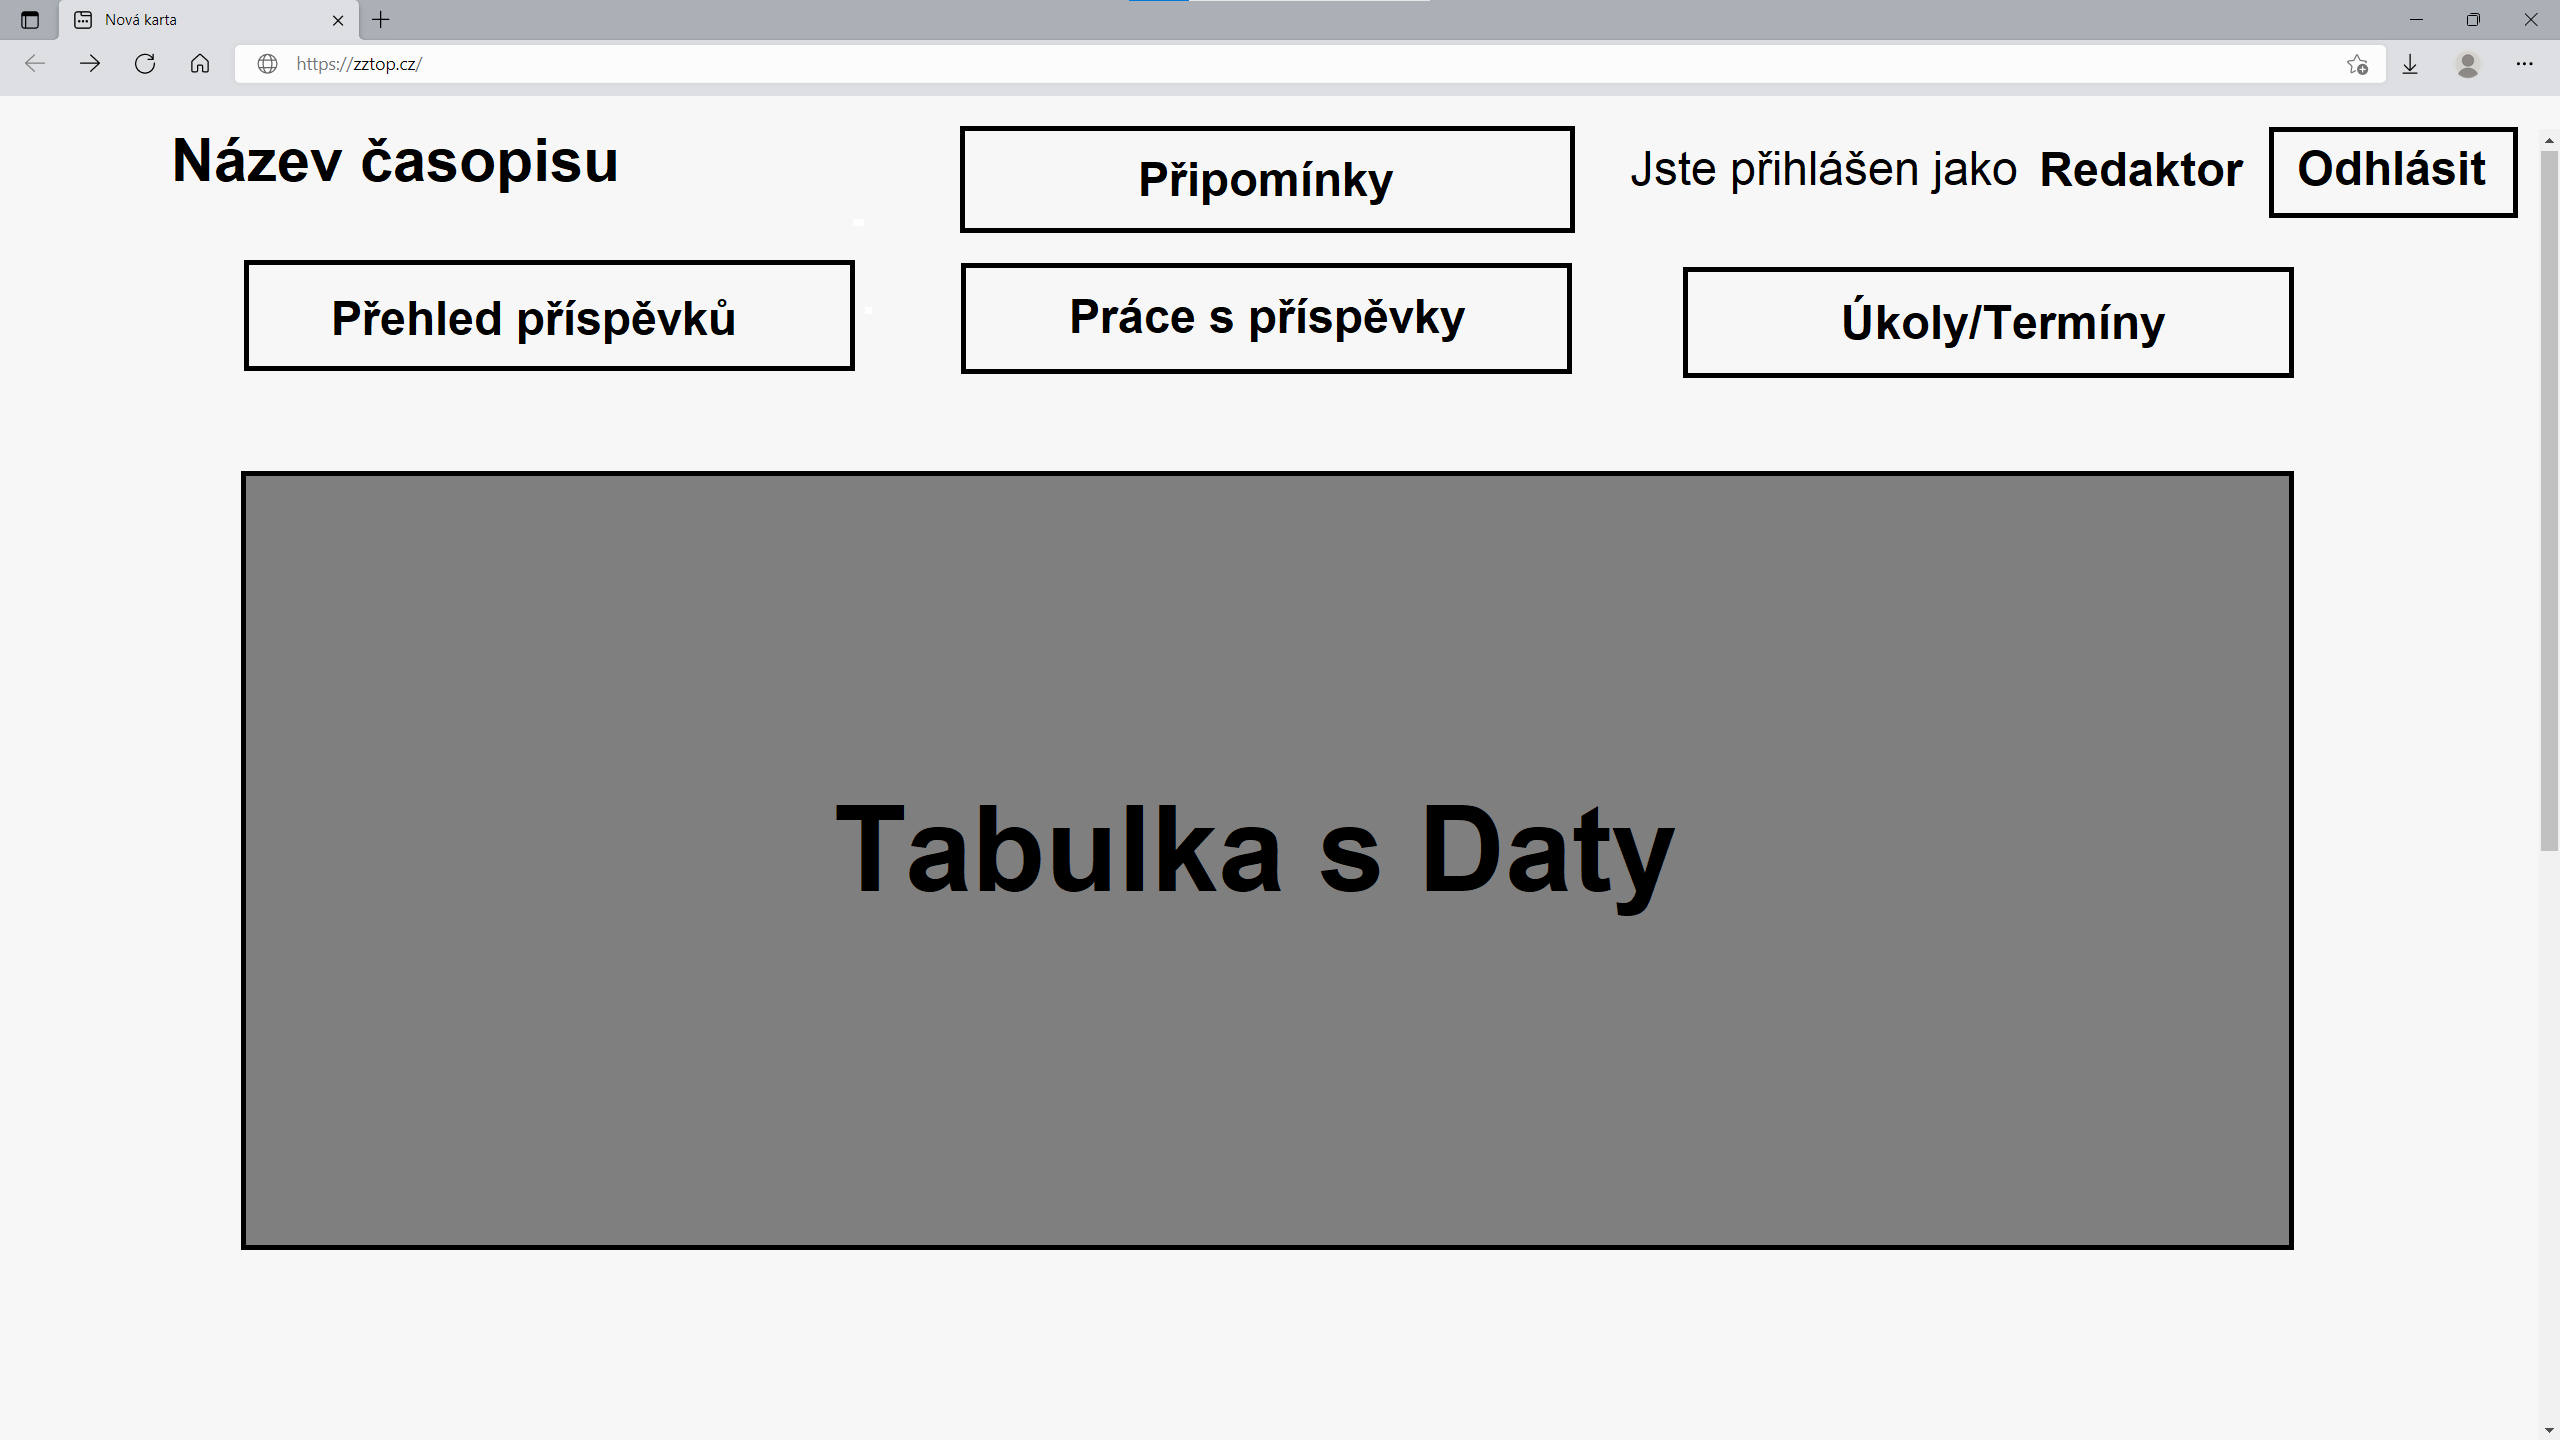 Nová karta
https://zztop.cz/
Název časopisu
Připomínky
Jste přihlášen jako Redaktor
Odhlásit
Přehled příspěvků
Práce s příspěvky
Úkoly/Termíny
Tabulka s Daty